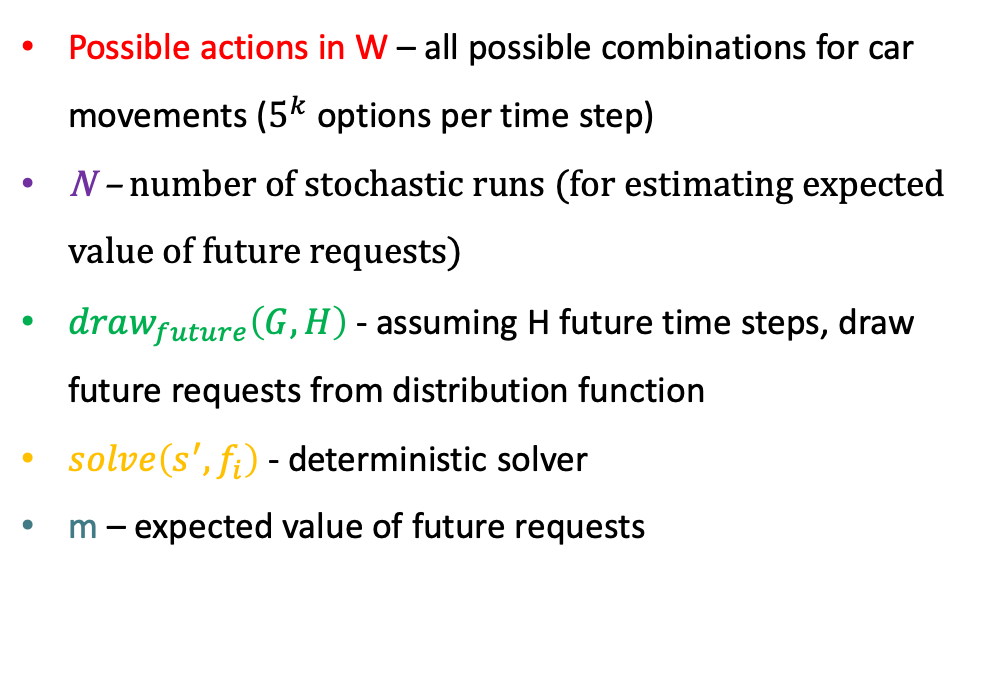 • Possible actions in W – all possible combinations for car
movements (5ᵏ options per time step)
• N – number of stochastic runs (for estimating expected
value of future requests)
• draw_future(G, H) - assuming H future time steps, draw
future requests from distribution function
• solve(s′, fᵢ) - deterministic solver
• m – expected value of future requests